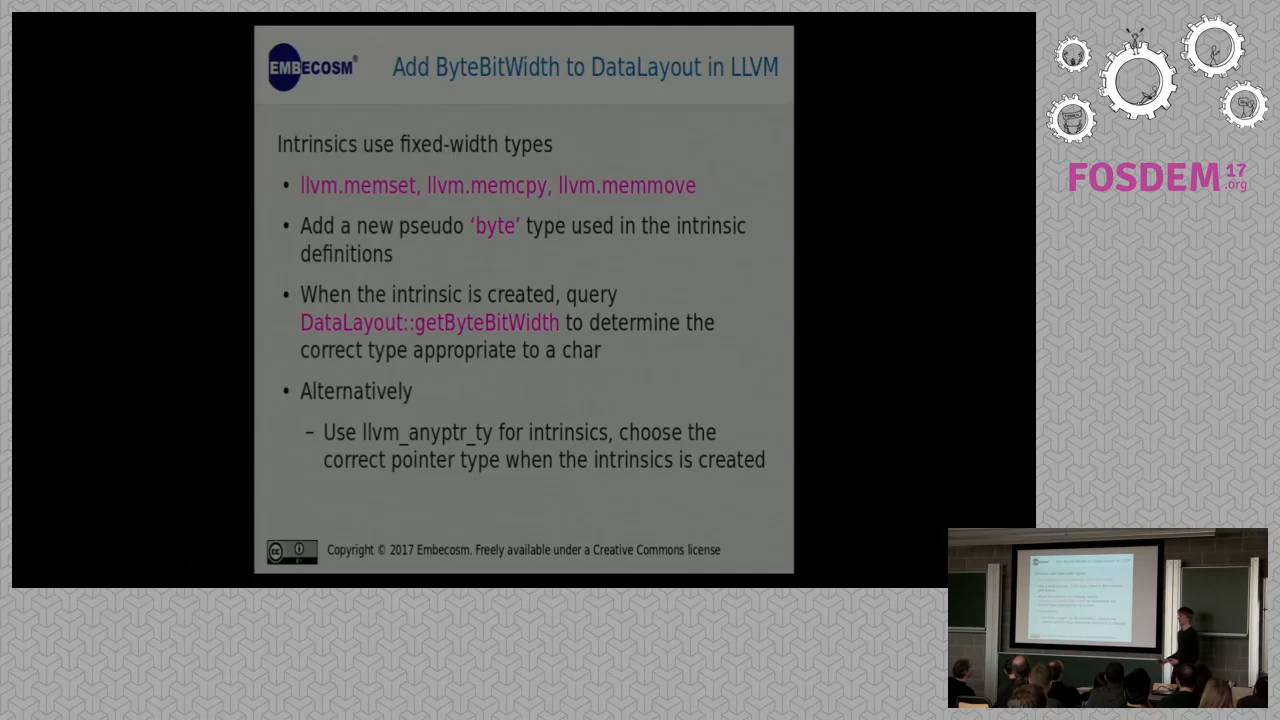 EMBECOSM®
Add ByteBitWidth to DataLayout in LLVM
Intrinsics use fixed-width types
• llvm.memset, llvm.memcpy, llvm.memmove
• Add a new pseudo ‘byte’ type used in the intrinsic
definitions
• When the intrinsic is created, query
DataLayout::getByteBitWidth to determine the
correct type appropriate to a char
• Alternatively
– Use llvm_anyptr_ty for intrinsics, choose the
correct pointer type when the intrinsics is created
cc
BY
Copyright © 2017 Embecosm. Freely available under a Creative Commons license
FOSDEM 17
.org